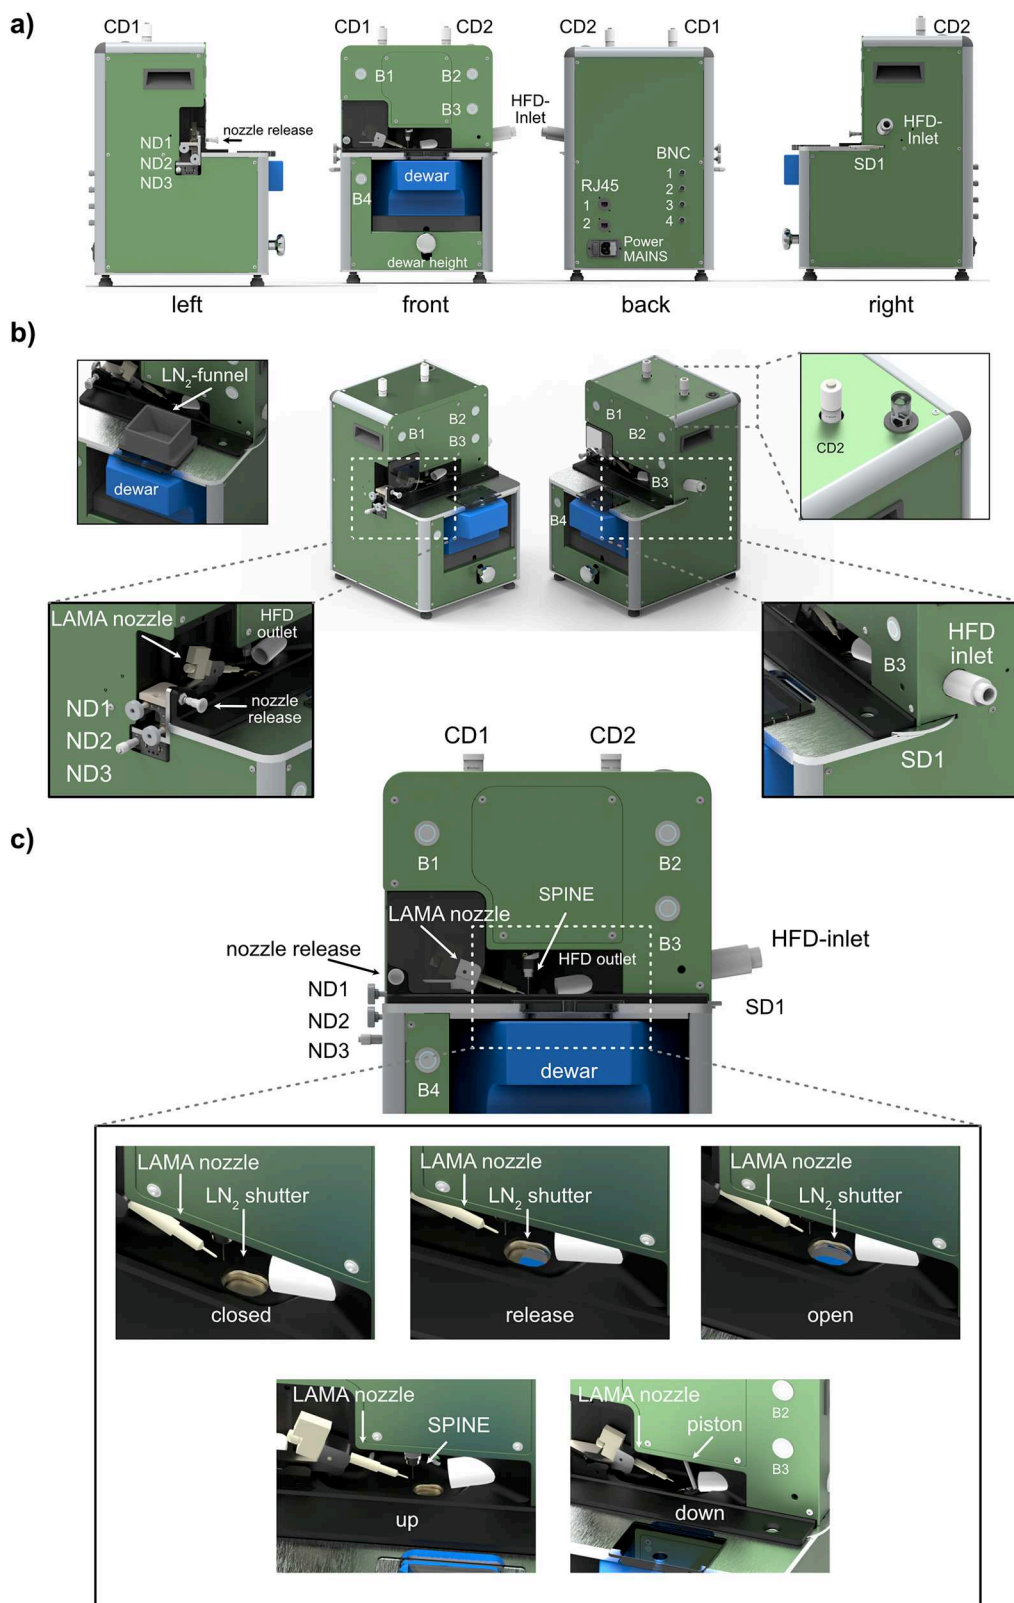 a)
CD1
CD1
CD2
CD2
CD1
CD2
B1
B2
B3
HFD-
Inlet
nozzle release
ND1
ND2
ND3
dewar
B4
dewar height
BNC
1
2
3
4
RJ45
1
2
Power
MAINS
HFD-
Inlet
SD1
left
front
back
right
b)
LN2-funnel
dewar
B1
B2
B3
B1
B2
B3
B4
CD2
LAMA nozzle
HFD
outlet
nozzle
release
ND1
ND2
ND3
B3
HFD
inlet
SD1
c)
CD1
CD2
B1
B2
SPINE
LAMA nozzle
B3
HFD-inlet
nozzle release
HFD outlet
ND1
ND2
ND3
SD1
B4
dewar
LAMA nozzle
LN2 shutter
closed
LAMA nozzle
LN2 shutter
release
LAMA nozzle
LN2 shutter
open
LAMA nozzle
SPINE
up
LAMA nozzle
piston
B2
B3
down